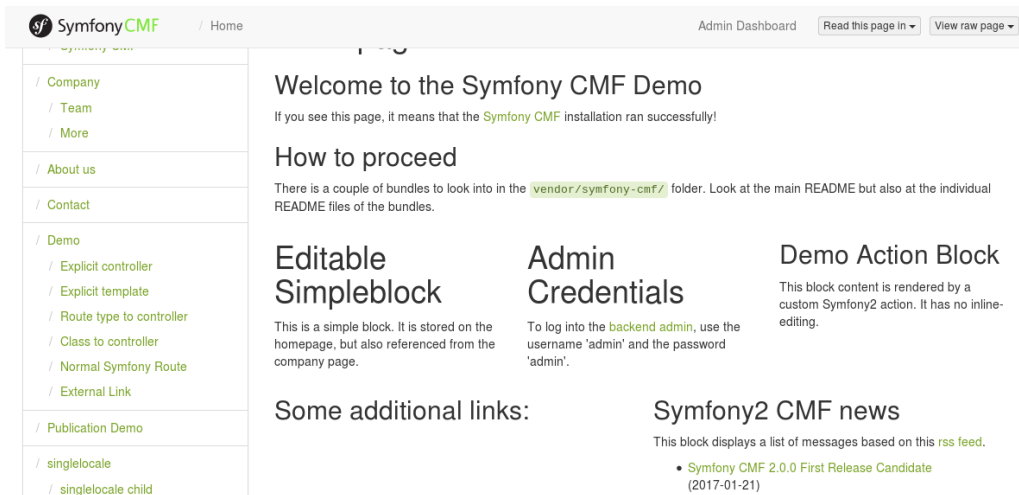 sf Symfony CMF
/ Home
Admin Dashboard
Read this page in
View raw page
Symfony CMF
/ Company
/ Team
/ More
/ About us
/ Contact
/ Demo
/ Explicit controller
/ Explicit template
/ Route type to controller
/ Class to controller
/ Normal Symfony Route
/ External Link
/ Publication Demo
/ singlelocale
/ singlelocale child
Welcome to the Symfony CMF Demo
If you see this page, it means that the Symfony CMF installation ran successfully!
How to proceed
There is a couple of bundles to look into in the vendor/symfony-cmf/ folder. Look at the main README but also at the individual
README files of the bundles.
Editable
Simpleblock
This is a simple block. It is stored on the
homepage, but also referenced from the
company page.
Admin
Credentials
To log into the backend admin, use the
username 'admin' and the password
'admin'.
Demo Action Block
This block content is rendered by a
custom Symfony2 action. It has no inline-
editing.
Some additional links:
Symfony2 CMF news
This block displays a list of messages based on this rss feed.
• Symfony CMF 2.0.0 First Release Candidate
(2017-01-21)